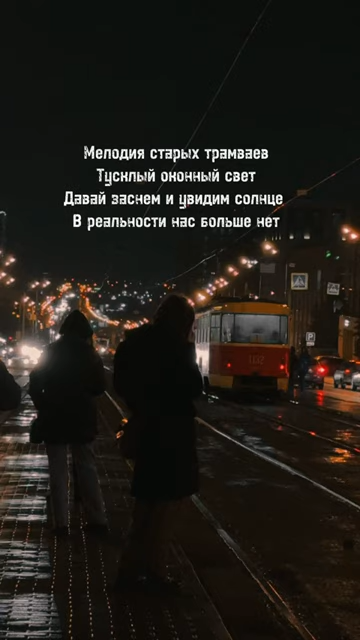 Мелодия старых трамваев
Тусклый оконный свет
Давай заснем и увидим солнце
В реальности нас больше нет